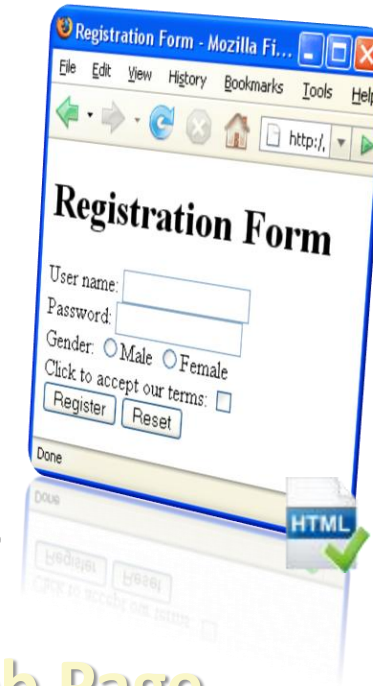 Registration Form - Mozilla Fi...
File Edit View History Bookmarks Tools Help
http:/,
Registration Form
User name:
Password:
Gender: Male Female
Click to accept our terms:
Register Reset
Done
HTML
Page